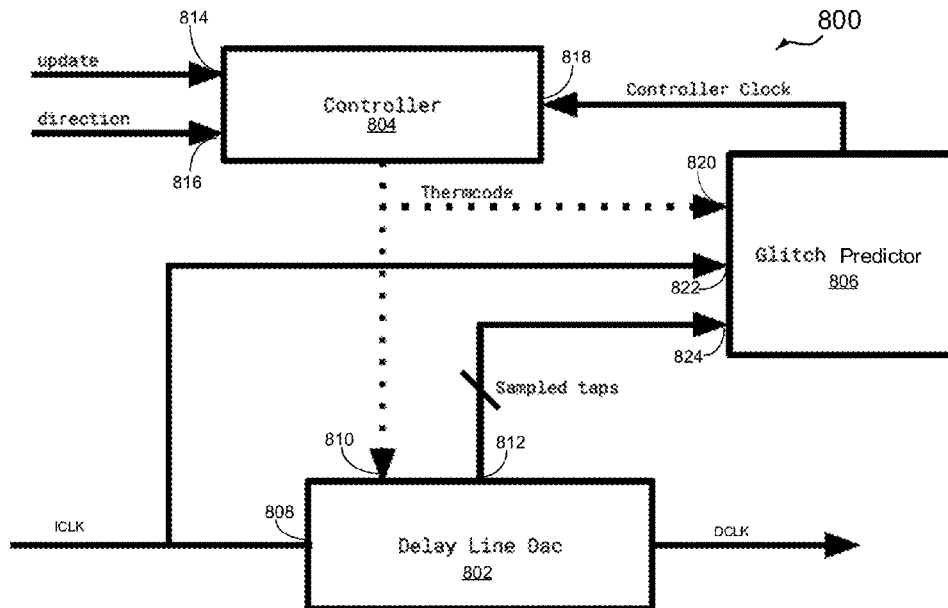 800
814
update
818
Controller
804
Controller Clock
direction
816
820
Thermcode
Glitch Predictor
806
822
824
Sampled taps
810
812
808
ICLK
Delay Line Dac
802
DCLK